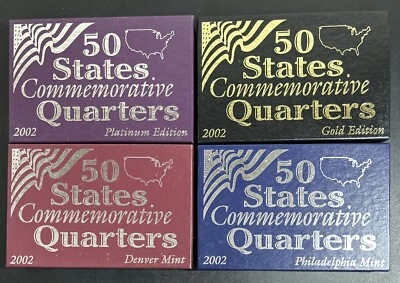 50
States
Commemorative
Quarters
2002 Platinum Edition
50
States
Commemorative
Quarters
2002 Gold Edition
50
States
Commemorative
Quarters
2002 Denver Mint
50
States
Commemorative
Quarters
2002 Philadelphia Mint